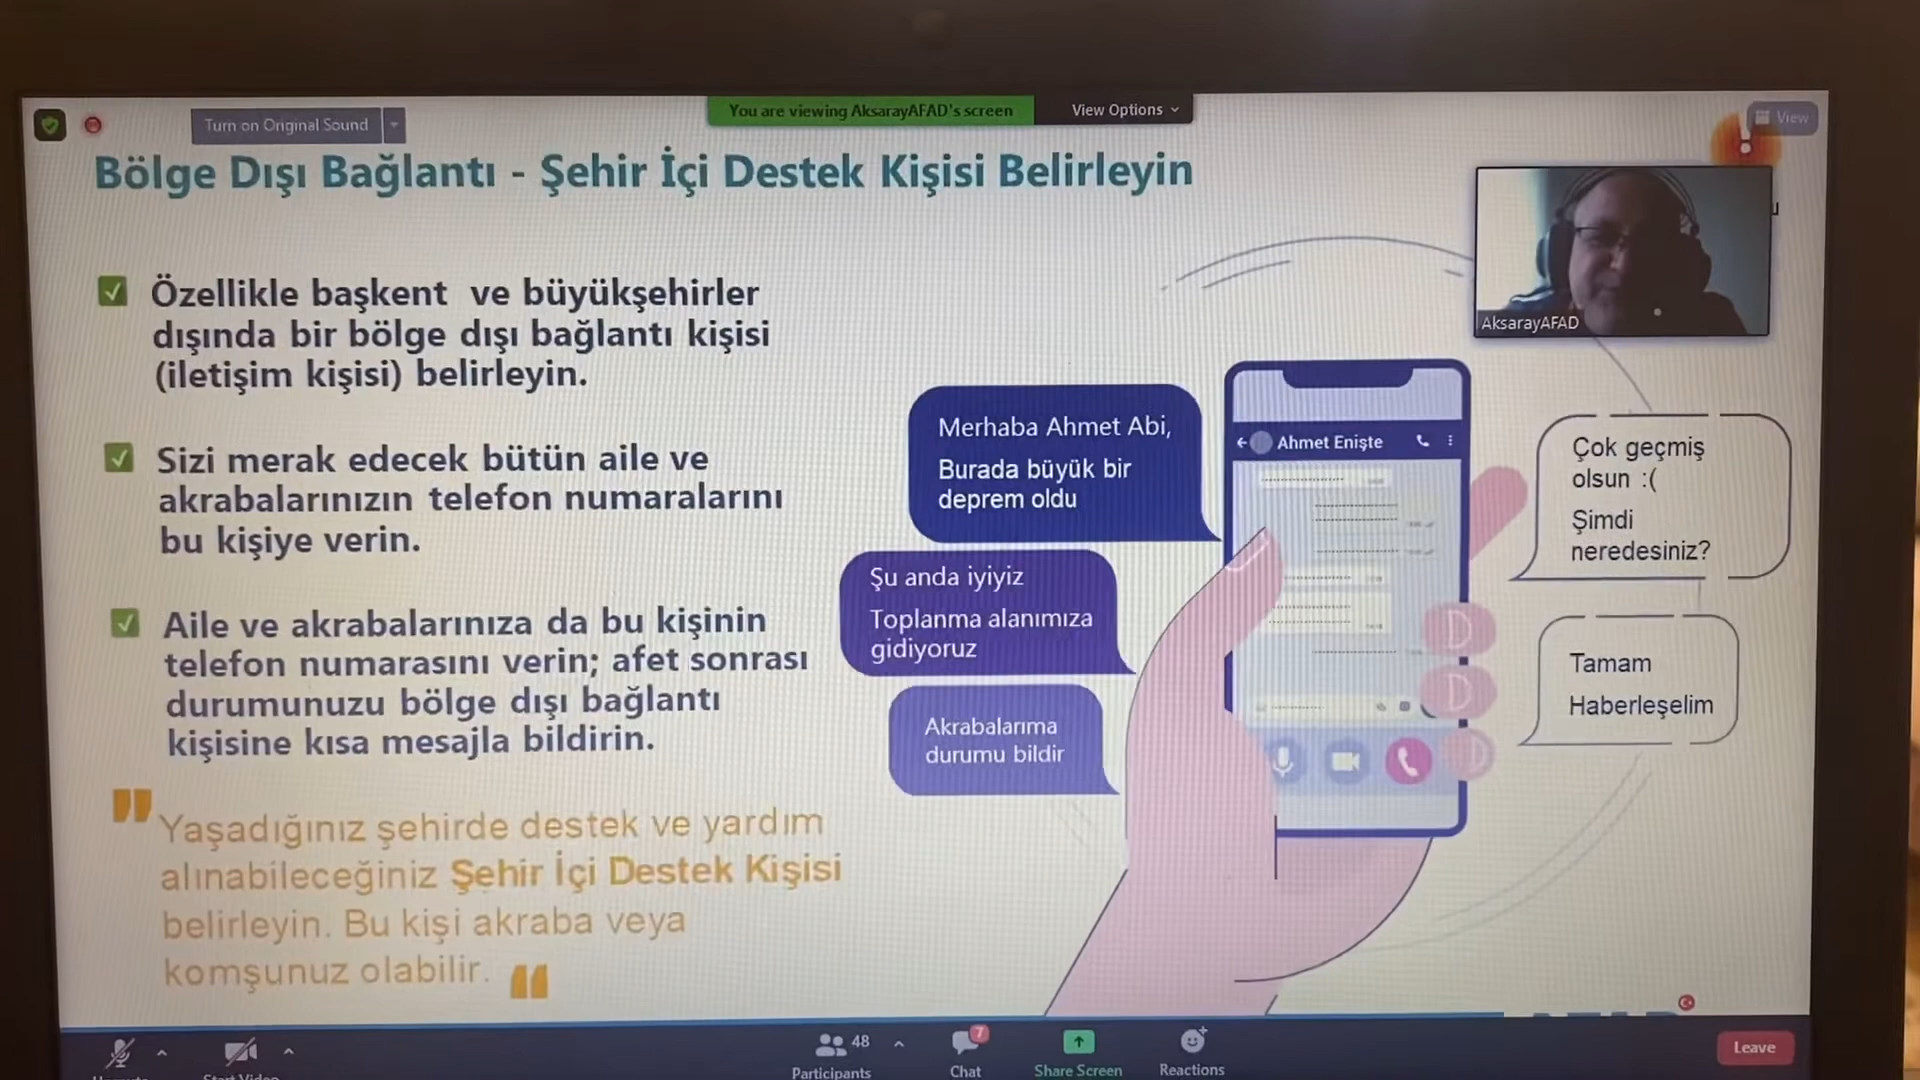 You are viewing AksarayAFAD's screen
View Options
Turn on Original Sound
View
Bölge Dışı Bağlantı - Şehir İçi Destek Kişisi Belirleyin
AksarayAFAD
Özellikle başkent ve büyükşehirler
dışında bir bölge dışı bağlantı kişisi
(iletişim kişisi) belirleyin.
Sizi merak edecek bütün aile ve
akrabalarınızın telefon numaralarını
bu kişiye verin.
Aile ve akrabalarınıza da bu kişinin
telefon numarasını verin; afet sonrası
durumunuzu bölge dışı bağlantı
kişisine kısa mesajla bildirin.
" Yaşadığınız şehirde destek ve yardım
alınabileceğiniz Şehir İçi Destek Kişisi
belirleyin. Bu kişi akraba veya
komşunuz olabilir. "
Merhaba Ahmet Abi,
Burada büyük bir
deprem oldu
Şu anda iyiyiz
Toplanma alanımıza
gidiyoruz
Akrabalarıma
durumu bildir
Ahmet Enişte
D
D
D
Çok geçmiş
olsun :(
Şimdi
neredesiniz?
Tamam
Haberleşelim
48
Participants
7
Chat
Share Screen
Reactions
Leave